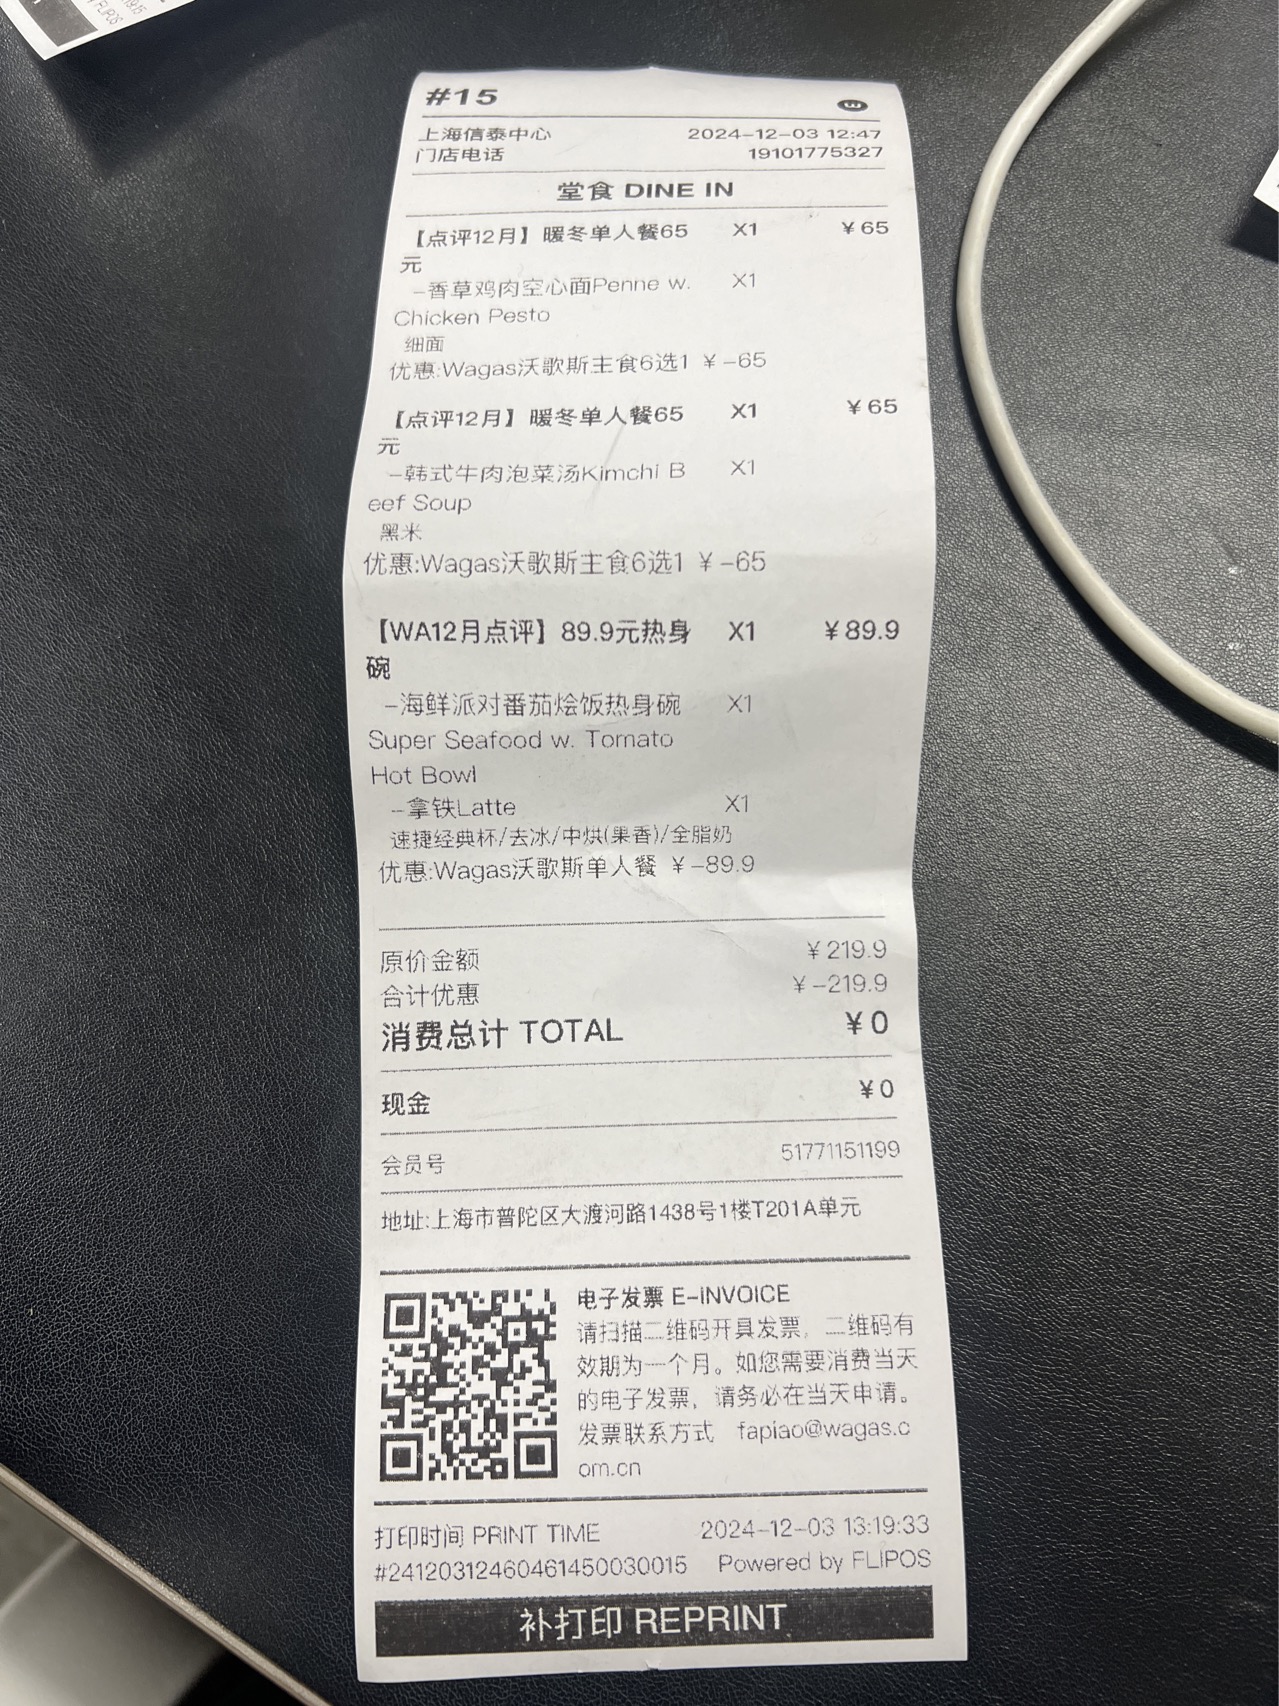 #15
上海信泰中心 2024-12-03 12:47
门店电话 19101775327
堂食 DINE IN
【点评12月】暖冬单人餐65 X1 ¥65
元
-香草鸡肉空心面Penne w. X1
Chicken Pesto
细面
优惠:Wagas沃歌斯主食6选1 ¥-65
【点评12月】暖冬单人餐65 X1 ¥65
元
-韩式牛肉泡菜汤Kimchi B X1
eef Soup
黑米
优惠:Wagas沃歌斯主食6选1 ¥-65
【WA12月点评】89.9元热身 X1 ¥89.9
碗
-海鲜派对番茄烩饭热身碗 X1
Super Seafood w. Tomato
Hot Bowl
-拿铁Latte X1
速捷经典杯/去冰/中烘(果香)/全脂奶
优惠:Wagas沃歌斯单人餐 ¥-89.9
原价金额 ¥219.9
合计优惠 ¥-219.9
消费总计 TOTAL ¥0
现金 ¥0
会员号 51771151199
地址:上海市普陀区大渡河路1438号1楼T201A单元
电子发票 E-INVOICE
请扫描二维码开具发票，二维码有
效期为一个月。如您需要消费当天
的电子发票，请务必在当天申请。
发票联系方式 fapiao@wagas.c
om.cn
打印时间 PRINT TIME 2024-12-03 13:19:33
#24120312460461450030015 Powered by FLIPOS
补打印 REPRINT